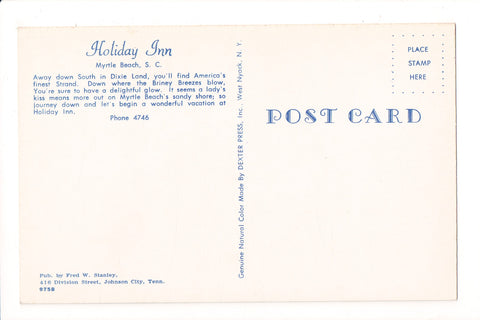 Holiday Inn
Myrtle Beach, S. C.
Away down South in Dixie Land, you'll find America's
finest Strand. Down where the Briney Breezes blow,
You're sure to have a delightful glow. It seems a lady's
kiss means more out on Myrtle Beach's sandy shore; so
journey down and let's begin a wonderful vacation at
Holiday Inn.
Phone 4746
Pub. by Fred W. Stanley,
416 Division Street, Johnson City, Tenn.
9758
Genuine Natural Color Made By DEXTER PRESS, Inc. West Nyack, N. Y.
PLACE
STAMP
HERE
POST CARD